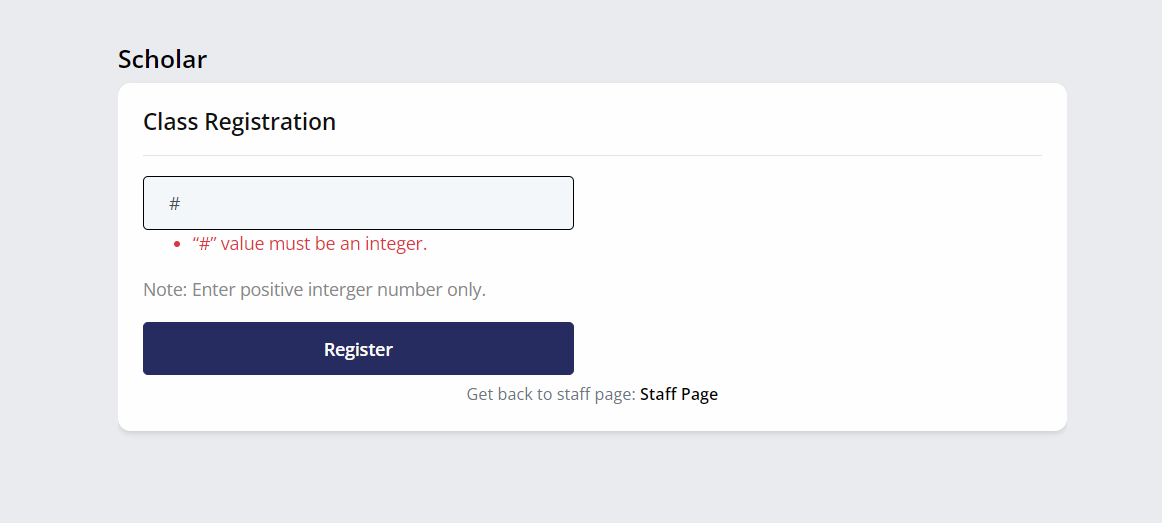 Scholar
Class Registration
#
• “#” value must be an integer.
Note: Enter positive interger number only.
Register
Get back to staff page: Staff Page